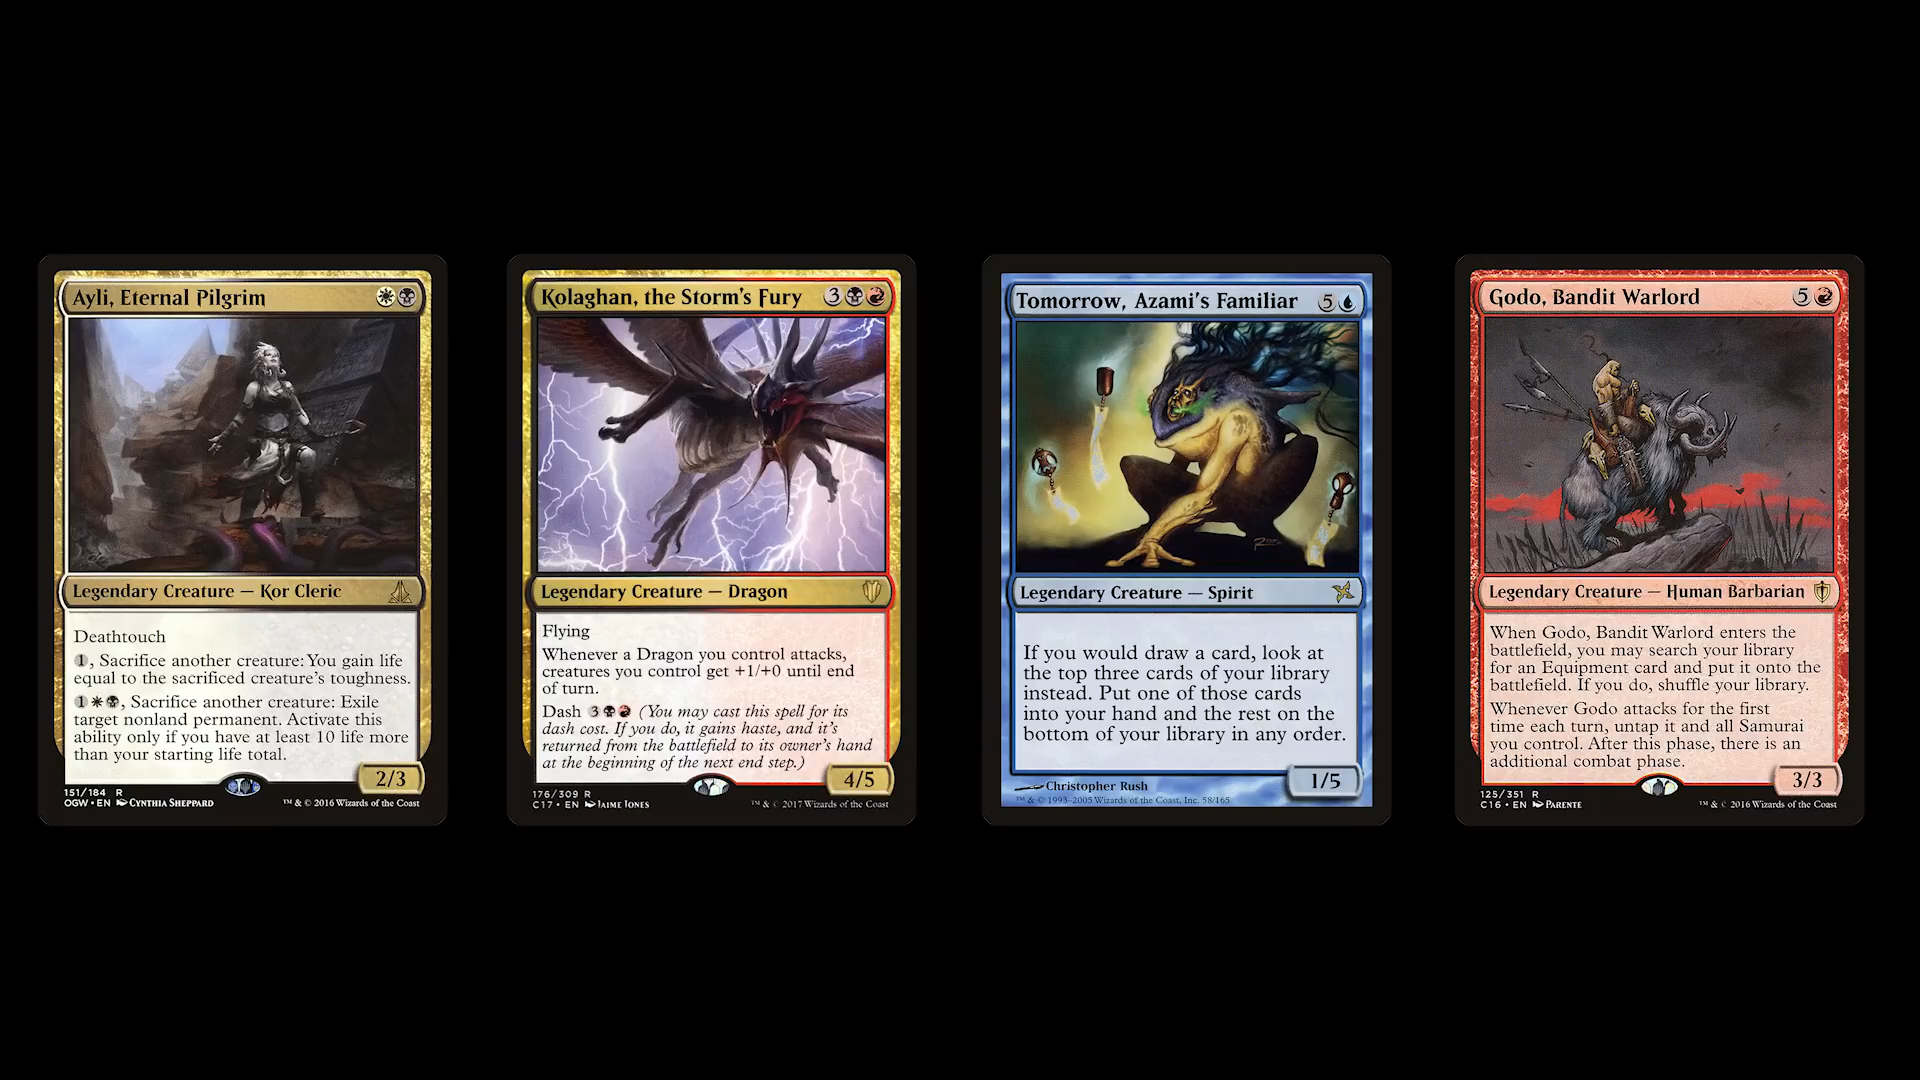 Ayli, Eternal Pilgrim
Legendary Creature — Kor Cleric
Deathtouch
1, Sacrifice another creature: You gain life
equal to the sacrificed creature's toughness.
1, Sacrifice another creature: Exile
target nonland permanent. Activate this
ability only if you have at least 10 life more
than your starting life total.
2/3
151/184 R
OGW • EN Cynthia Sheppard
™ & © 2016 Wizards of the Coast
Kolaghan, the Storm's Fury 3
Legendary Creature — Dragon
Flying
Whenever a Dragon you control attacks,
creatures you control get +1/+0 until end
of turn.
Dash 3 (You may cast this spell for its
dash cost. If you do, it gains haste, and it's
returned from the battlefield to its owner's hand
at the beginning of the next end step.)
4/5
176/309 R
C17 • EN Jaime Jones
™ & © 2017 Wizards of the Coast
Tomorrow, Azami's Familiar 5
Legendary Creature — Spirit
If you would draw a card, look at
the top three cards of your library
instead. Put one of those cards
into your hand and the rest on the
bottom of your library in any order.
Christopher Rush
1/5
™ & © 1993–2005 Wizards of the Coast, Inc. 58/165
Godo, Bandit Warlord 5
Legendary Creature — Human Barbarian
When Godo, Bandit Warlord enters the
battlefield, you may search your library
for an Equipment card and put it onto the
battlefield. If you do, shuffle your library.
Whenever Godo attacks for the first
time each turn, untap it and all Samurai
you control. After this phase, there is an
additional combat phase.
3/3
125/351 R
C16 • EN Parente
™ & © 2016 Wizards of the Coast